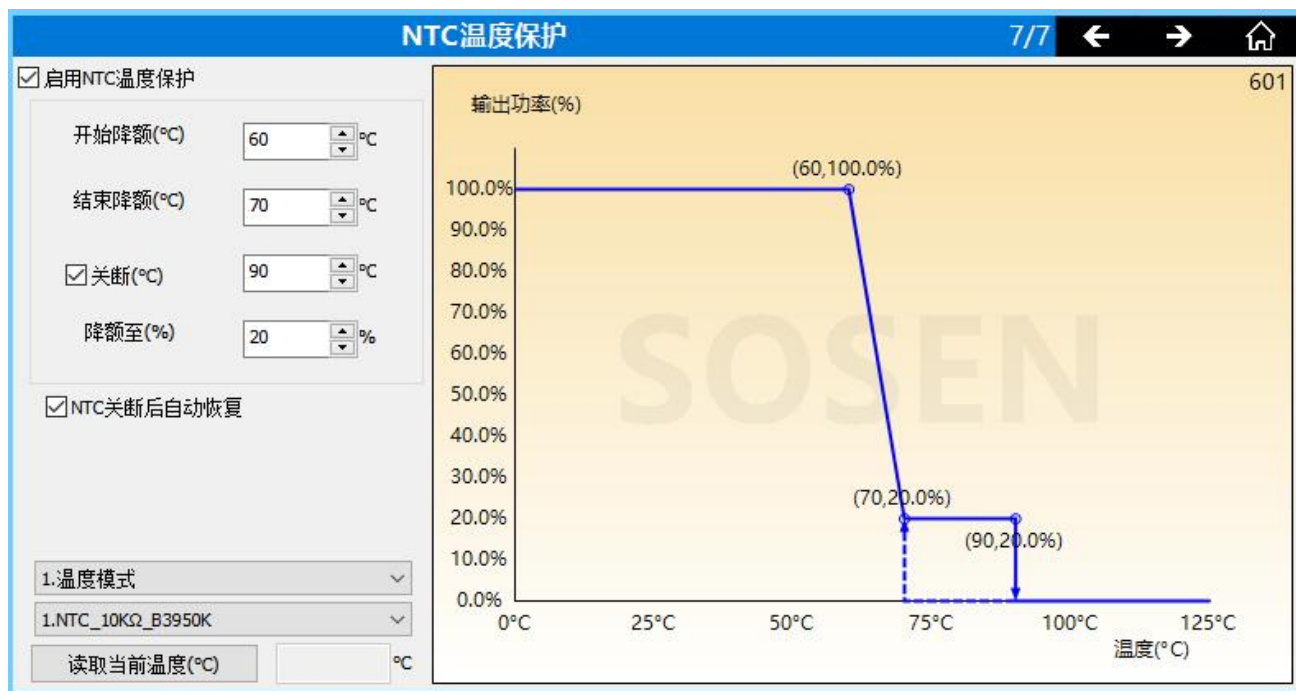 NTC温度保护 7/7
启用NTC温度保护
开始降额(℃) 60 ℃
结束降额(℃) 70 ℃
关断(℃) 90 ℃
降额至(%) 20 %
NTC关断后自动恢复
1.温度模式
1.NTC_10KΩ_B3950K
读取当前温度(℃) ℃
601
输出功率(%)
(60,100.0%)
100.0%
90.0%
80.0%
70.0%
60.0%
50.0%
40.0%
30.0%
(70,20.0%)
20.0%
(90,20.0%)
10.0%
0.0%
0°C 25°C 50°C 75°C 100°C 125°C
温度(°C)
SOSEN